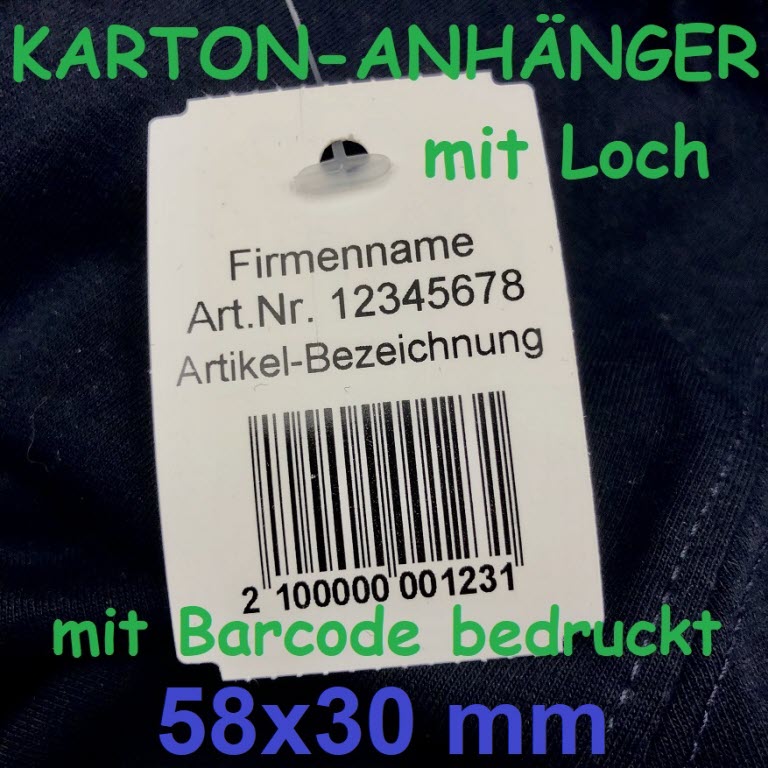 KARTON-ANHÄNGER
mit Loch
Firmenname
Art.Nr. 12345678
Artikel-Bezeichnung
2 100000 001231
mit Barcode bedruckt
58x30 mm